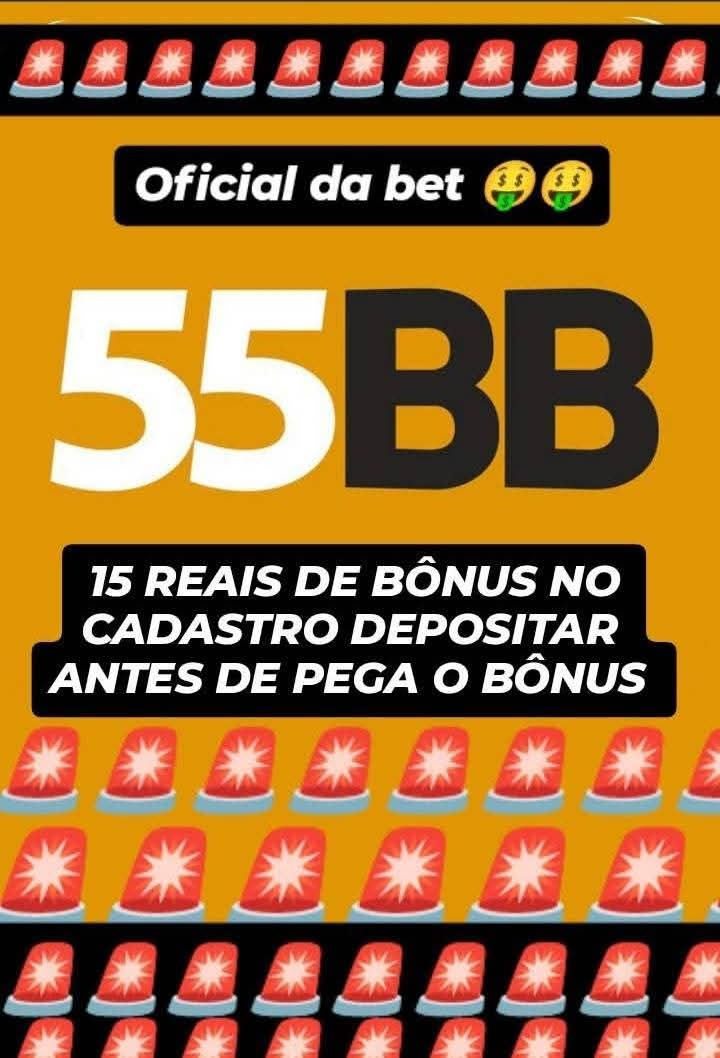 Oficial da bet 🤑🤑
55BB
15 REAIS DE BÔNUS NO
CADASTRO DEPOSITAR
ANTES DE PEGA O BÔNUS